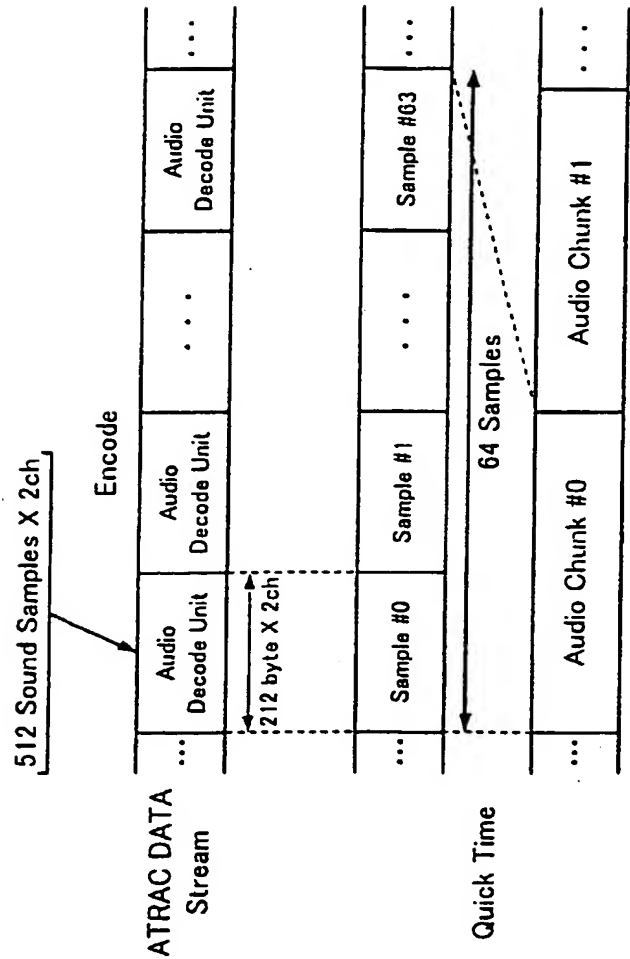 512 Sound Samples X 2ch
Encode
ATRAC DATA
Stream
...
Audio
Decode Unit
Audio
Decode Unit
...
Audio
Decode Unit
...
212 byte X 2ch
...
Sample #0
Sample #1
...
Sample #63
...
64 Samples
Quick Time
Audio Chunk #0
Audio Chunk #1
...